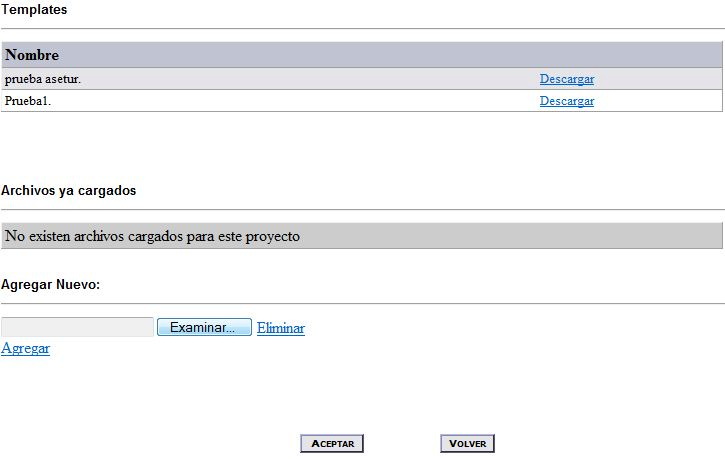 Templates
Nombre
prueba asetur. Descargar
Prueba1. Descargar
Archivos ya cargados
No existen archivos cargados para este proyecto
Agregar Nuevo:
Examinar... Eliminar
Agregar
ACEPTAR VOLVER